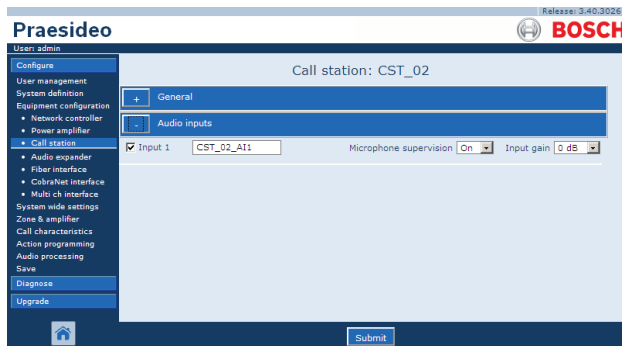 Release: 3.40.3026
Praesideo
BOSCH
User: admin
Configure
User management
System definition
Equipment configuration
• Network controller
• Power amplifier
• Call station
• Audio expander
• Fiber interface
• CobraNet interface
• Multi ch interface
System wide settings
Zone & amplifier
Call characteristics
Action programming
Audio processing
Save
Diagnose
Upgrade
Call station: CST_02
+ General
- Audio inputs
Input 1 CST_02_AI1 Microphone supervision On Input gain 0 dB
Submit